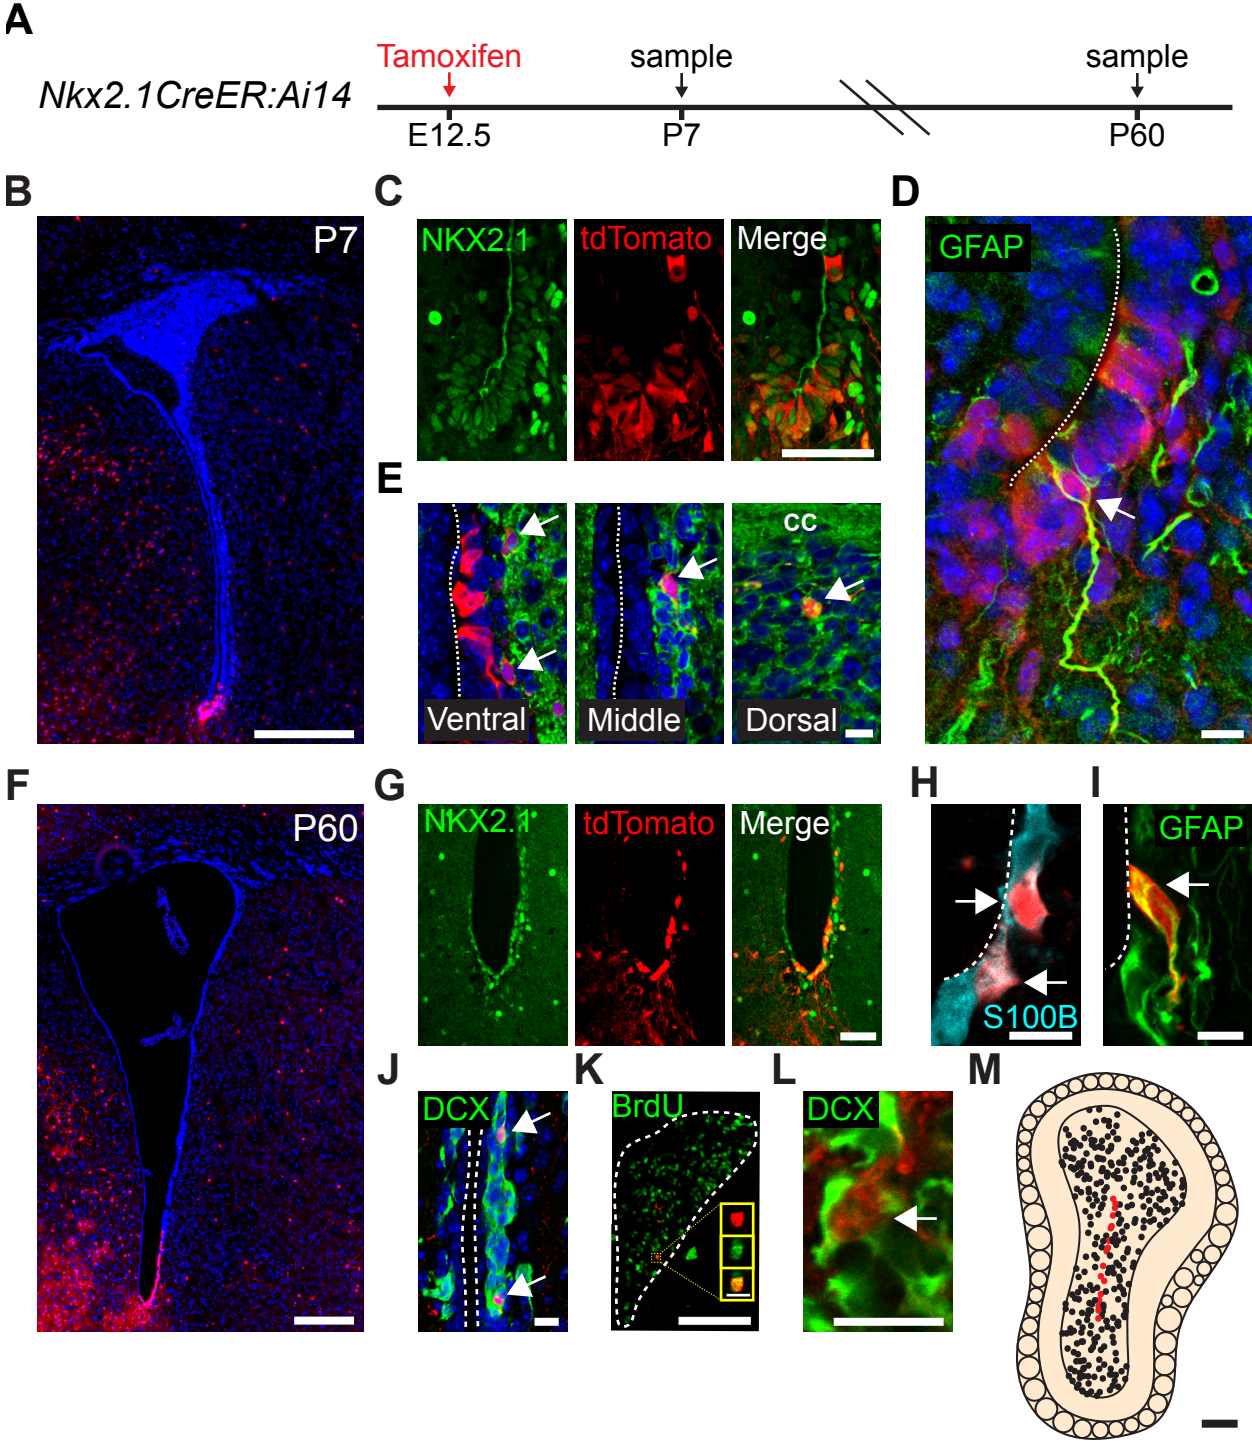 A
Tamoxifen sample sample
Nkx2.1CreER:Ai14
E12.5 P7 P60
B C D
P7
NKX2.1 tdTomato Merge
GFAP
E
cc
Ventral Middle Dorsal
F G H I
P60
NKX2.1 tdTomato Merge
GFAP
S100B
J K L M
DCX BrdU DCX